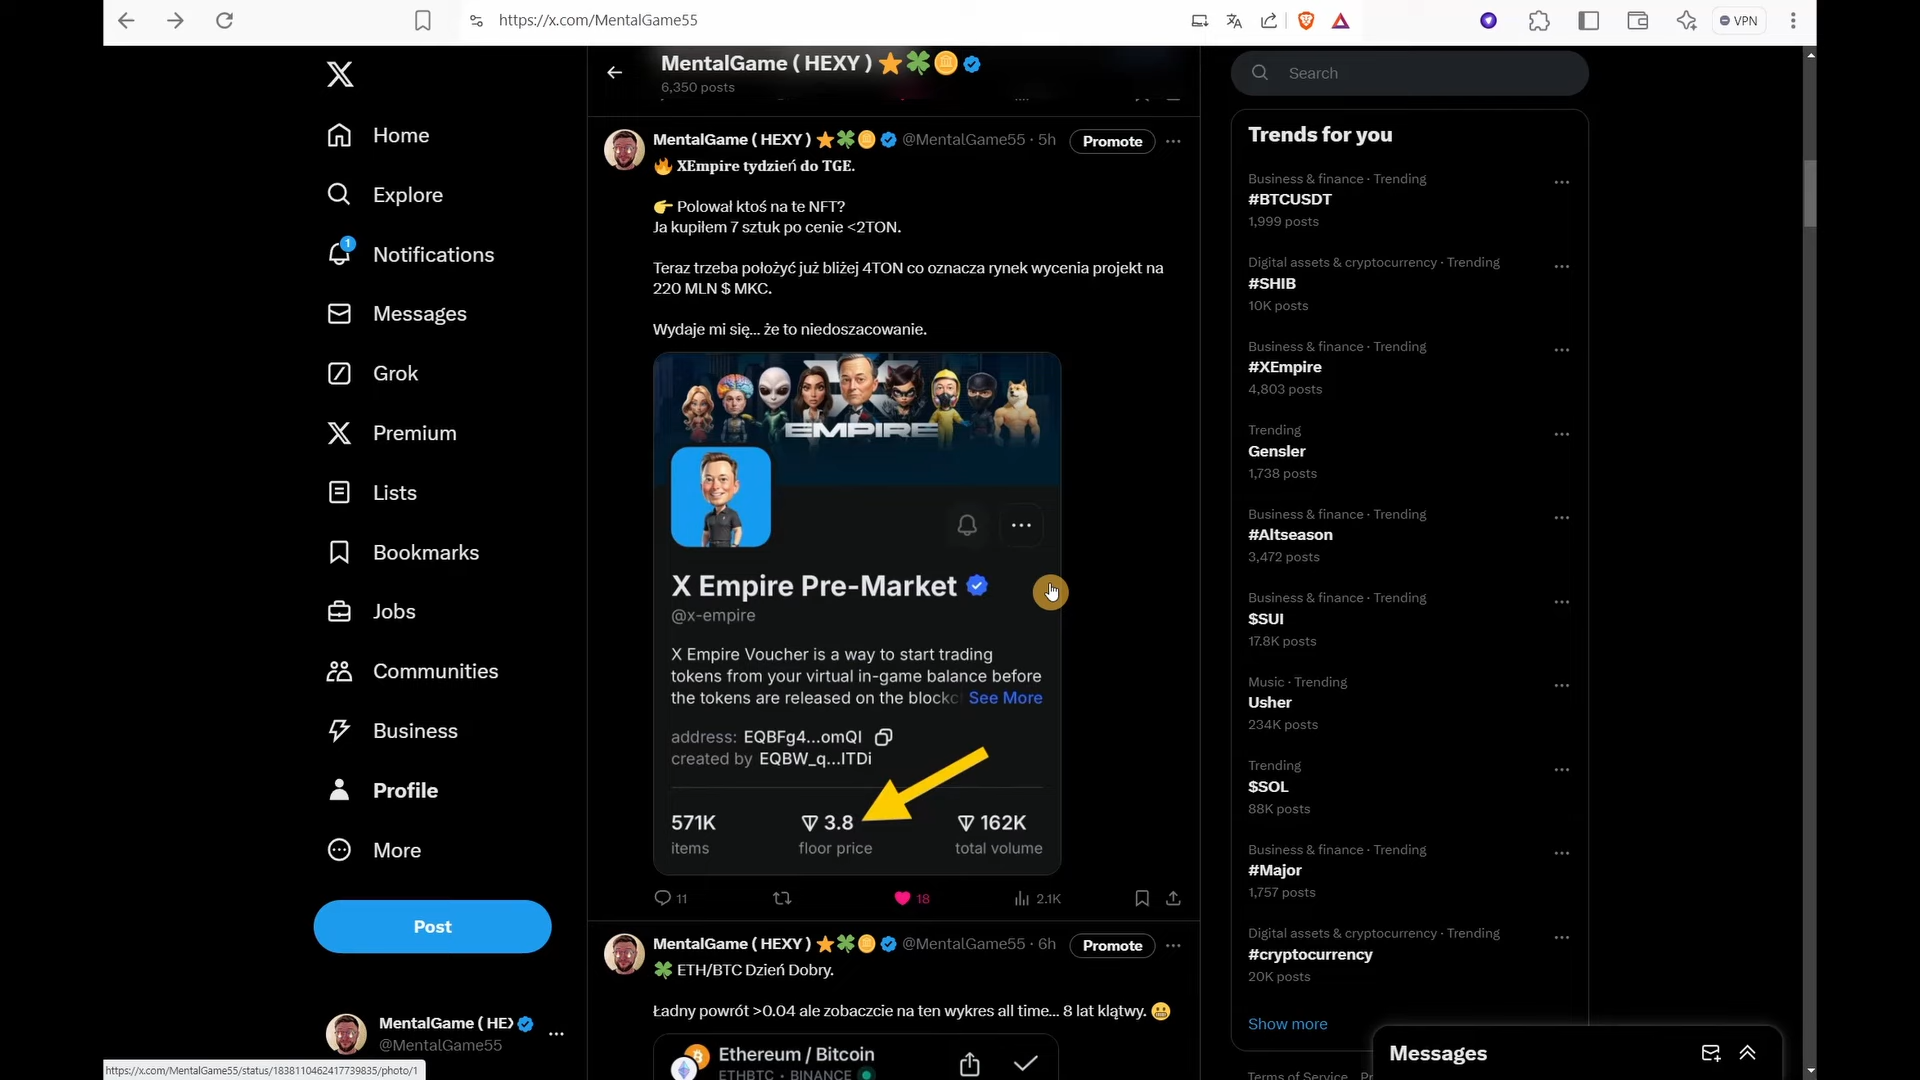 https://x.com/MentalGame55
VPN
MentalGame ( HEXY ) ⭐🍀🪙
6,350 posts
Search
Home
Explore
1
Notifications
Messages
Grok
Premium
Lists
Bookmarks
Jobs
Communities
Business
Profile
More
Post
MentalGame ( HEX
@MentalGame55
https://x.com/MentalGame55/status/1838110462417739835/photo/1
MentalGame ( HEXY ) ⭐🍀🪙 @MentalGame55 · 5h
Promote
🔥 XEmpire tydzień do TGE.
👉 Polował ktoś na te NFT?
Ja kupiłem 7 sztuk po cenie <2TON.
Teraz trzeba położyć już bliżej 4TON co oznacza rynek wycenia projekt na
220 MLN $ MKC.
Wydaje mi się... że to niedoszacowanie.
EMPIRE
X Empire Pre-Market
@x-empire
X Empire Voucher is a way to start trading
tokens from your virtual in-game balance before
the tokens are released on the blockc See More
address: EQBFg4...omQI
created by EQBW_q...ITDi
571K
items
3.8
floor price
162K
total volume
11
18
2.1K
MentalGame ( HEXY ) ⭐🍀🪙 @MentalGame55 · 6h
Promote
🍀 ETH/BTC Dzień Dobry.
Ładny powrót >0.04 ale zobaczcie na ten wykres all time... 8 lat klątwy. 😬
Ethereum / Bitcoin
ETHBTC · BINANCE
Trends for you
Business & finance · Trending
#BTCUSDT
1,999 posts
Digital assets & cryptocurrency · Trending
#SHIB
10K posts
Business & finance · Trending
#XEmpire
4,803 posts
Trending
Gensler
1,738 posts
Business & finance · Trending
#Altseason
3,472 posts
Business & finance · Trending
$SUI
17.8K posts
Music · Trending
Usher
234K posts
Trending
$SOL
88K posts
Business & finance · Trending
#Major
1,757 posts
Digital assets & cryptocurrency · Trending
#cryptocurrency
20K posts
Show more
Messages
Terms of Service